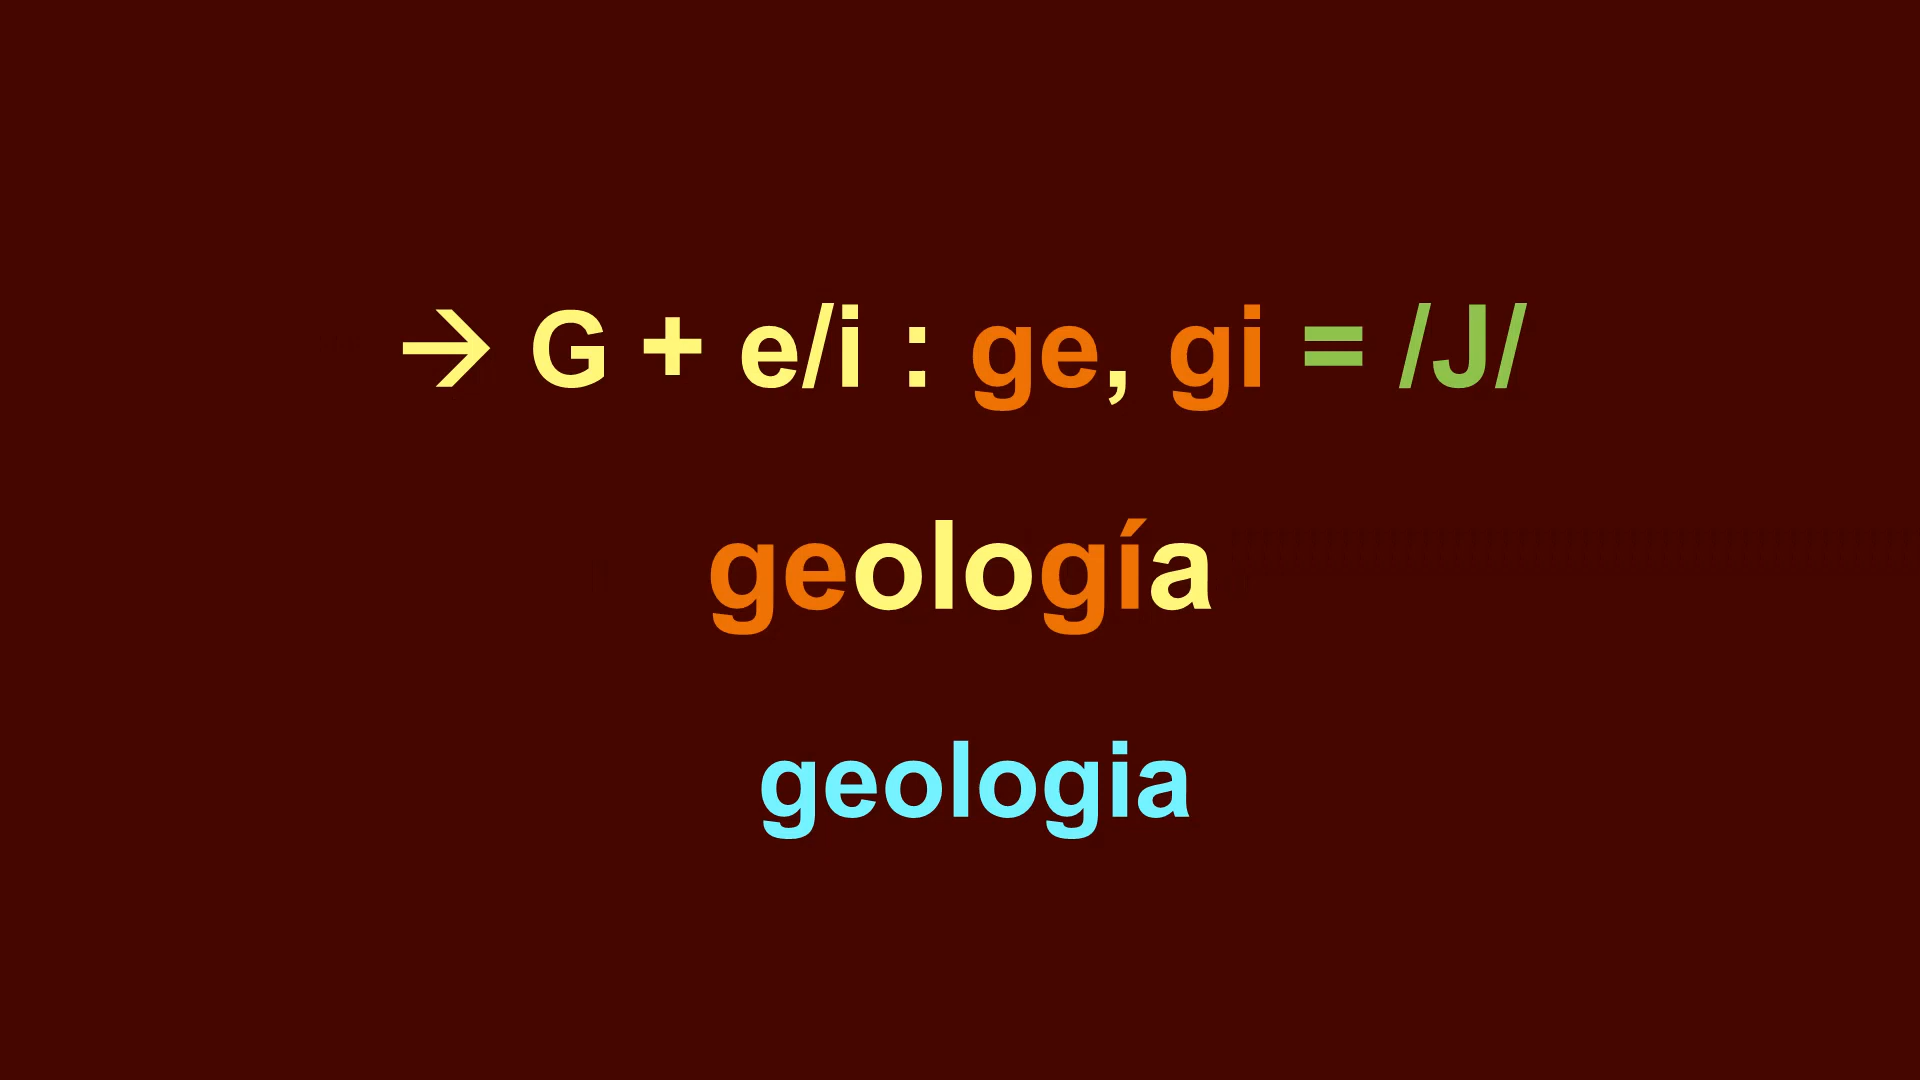 → G + e/i : ge, gi = /J/
geología
geologia